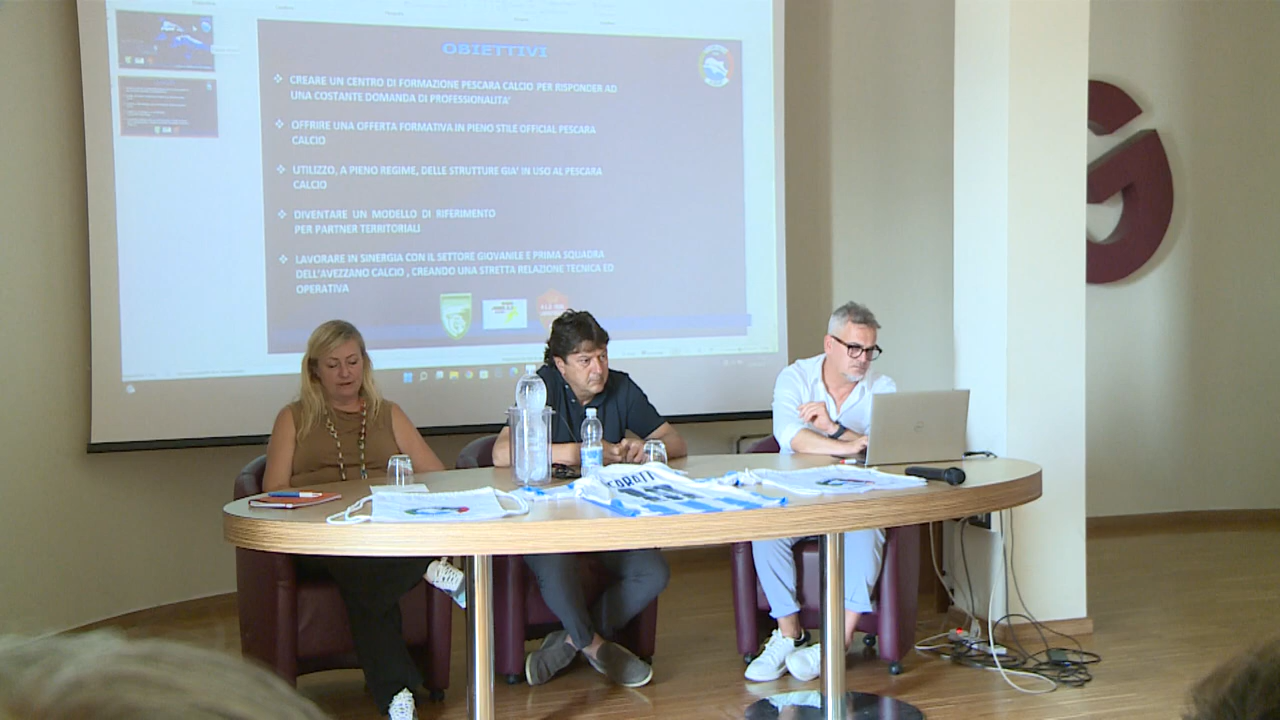 OBIETTIVI
CREARE UN CENTRO DI FORMAZIONE PESCARA CALCIO PER RISPONDER AD
UNA COSTANTE DOMANDA DI PROFESSIONALITA'
OFFRIRE UNA OFFERTA FORMATIVA IN PIENO STILE OFFICIAL PESCARA
CALCIO
UTILIZZO, A PIENO REGIME, DELLE STRUTTURE GIA' IN USO AL PESCARA
CALCIO
DIVENTARE UN MODELLO DI RIFERIMENTO
PER PARTNER TERRITORIALI
LAVORARE IN SINERGIA CON IL SETTORE GIOVANILE E PRIMA SQUADRA
DELL'AVEZZANO CALCIO , CREANDO UNA STRETTA RELAZIONE TECNICA ED
OPERATIVA